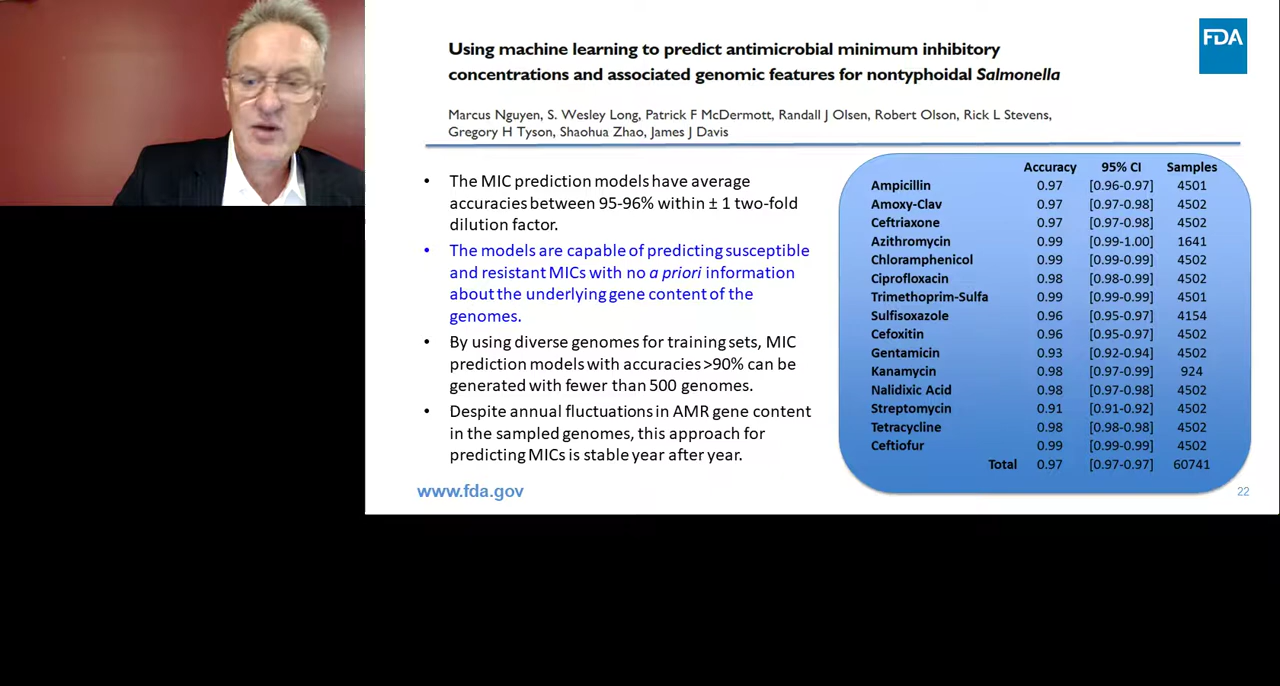 Using machine learning to predict antimicrobial minimum inhibitory
concentrations and associated genomic features for nontyphoidal Salmonella
FDA
Marcus Nguyen, S. Wesley Long, Patrick F McDermott, Randall J Olsen, Robert Olson, Rick L Stevens,
Gregory H Tyson, Shaohua Zhao, James J Davis
• The MIC prediction models have average
accuracies between 95-96% within ± 1 two-fold
dilution factor.
• The models are capable of predicting susceptible
and resistant MICs with no a priori information
about the underlying gene content of the
genomes.
• By using diverse genomes for training sets, MIC
prediction models with accuracies >90% can be
generated with fewer than 500 genomes.
• Despite annual fluctuations in AMR gene content
in the sampled genomes, this approach for
predicting MICs is stable year after year.
Accuracy 95% CI Samples
Ampicillin 0.97 [0.96-0.97] 4501
Amoxy-Clav 0.97 [0.97-0.98] 4502
Ceftriaxone 0.97 [0.97-0.98] 4502
Azithromycin 0.99 [0.99-1.00] 1641
Chloramphenicol 0.99 [0.99-0.99] 4502
Ciprofloxacin 0.98 [0.98-0.99] 4502
Trimethoprim-Sulfa 0.99 [0.99-0.99] 4501
Sulfisoxazole 0.96 [0.95-0.97] 4154
Cefoxitin 0.96 [0.95-0.97] 4502
Gentamicin 0.93 [0.92-0.94] 4502
Kanamycin 0.98 [0.97-0.99] 924
Nalidixic Acid 0.98 [0.97-0.98] 4502
Streptomycin 0.91 [0.91-0.92] 4502
Tetracycline 0.98 [0.98-0.98] 4502
Ceftiofur 0.99 [0.99-0.99] 4502
Total 0.97 [0.97-0.97] 60741
www.fda.gov
22